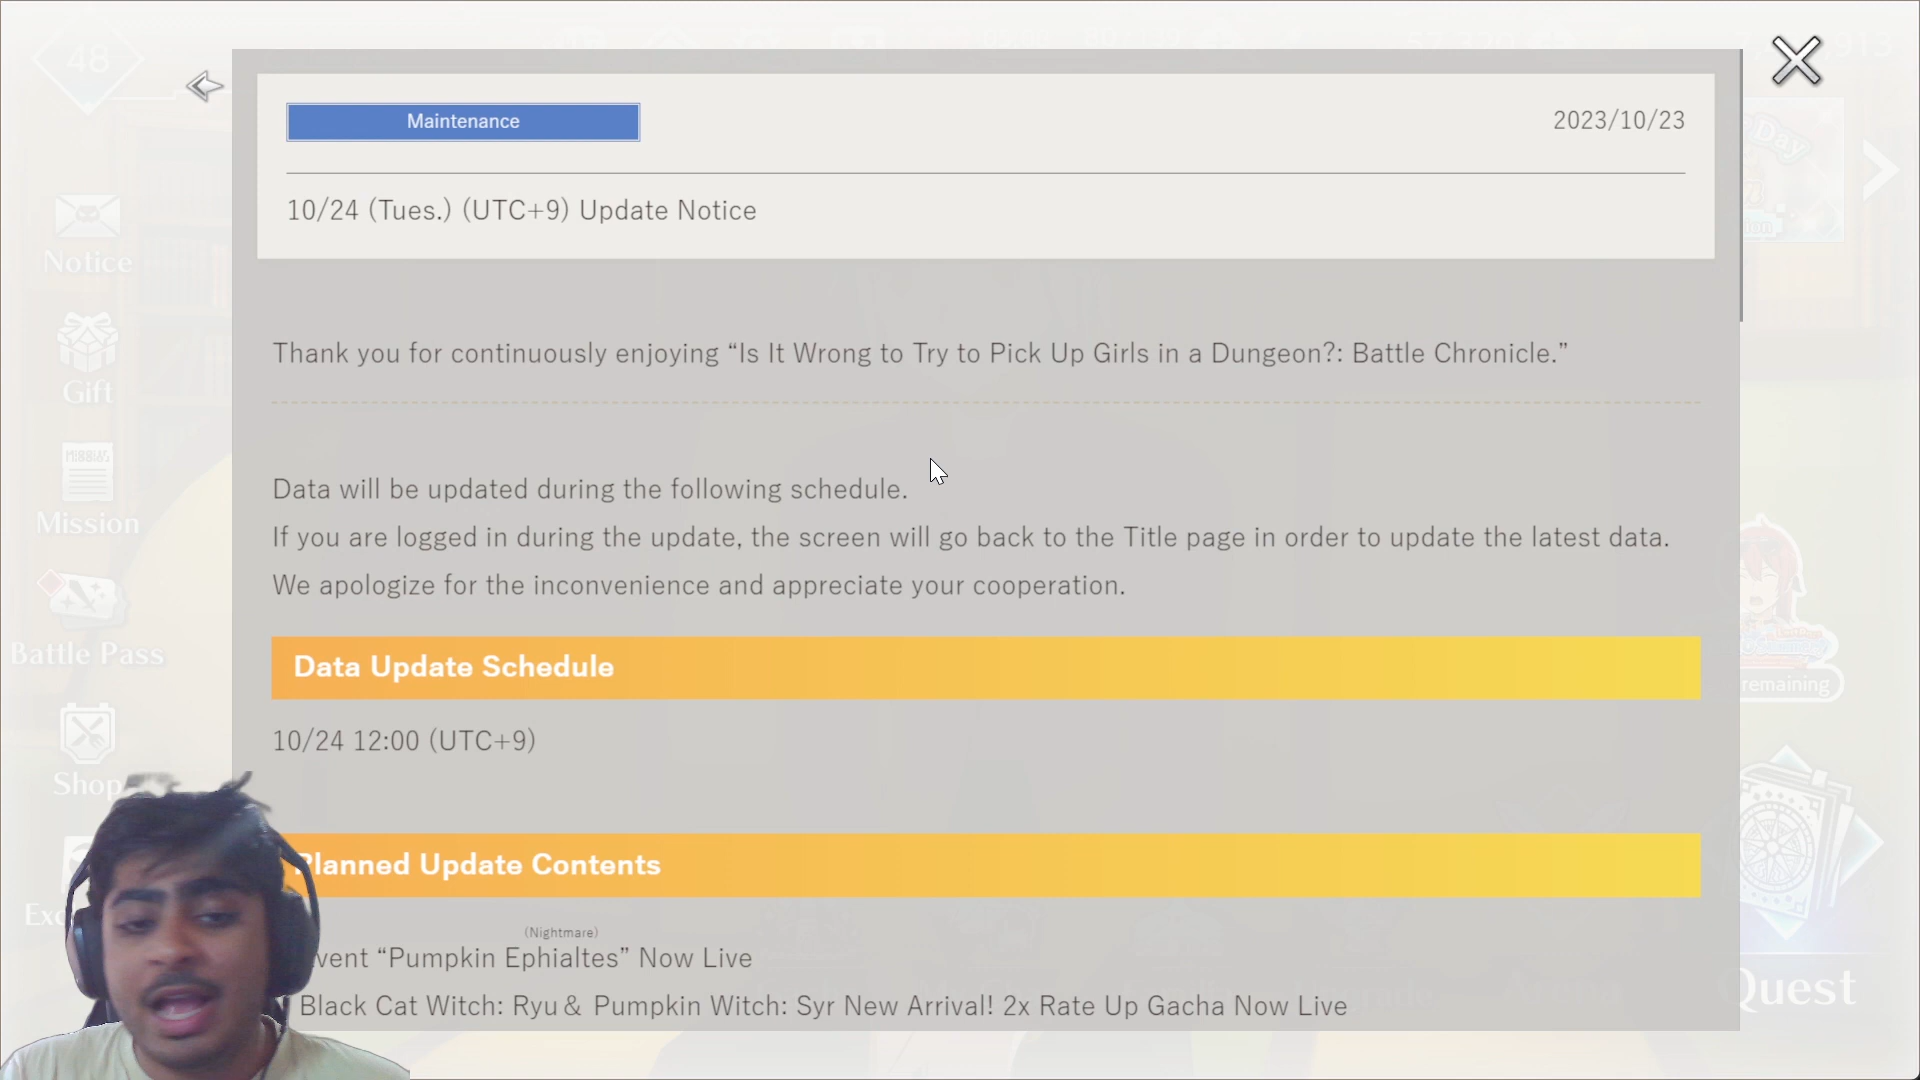 48
Maintenance
2023/10/23
10/24 (Tues.) (UTC+9) Update Notice
Notice
Thank you for continuously enjoying “Is It Wrong to Try to Pick Up Girls in a Dungeon?: Battle Chronicle.”
Gift
Data will be updated during the following schedule.
Mission
If you are logged in during the update, the screen will go back to the Title page in order to update the latest data.
We apologize for the inconvenience and appreciate your cooperation.
Battle Pass
Data Update Schedule
remaining
10/24 12:00 (UTC+9)
Shop
Planned Update Contents
(Nightmare)
vent “Pumpkin Ephialtes” Now Live
Quest
Black Cat Witch: Ryu & Pumpkin Witch: Syr New Arrival! 2x Rate Up Gacha Now Live